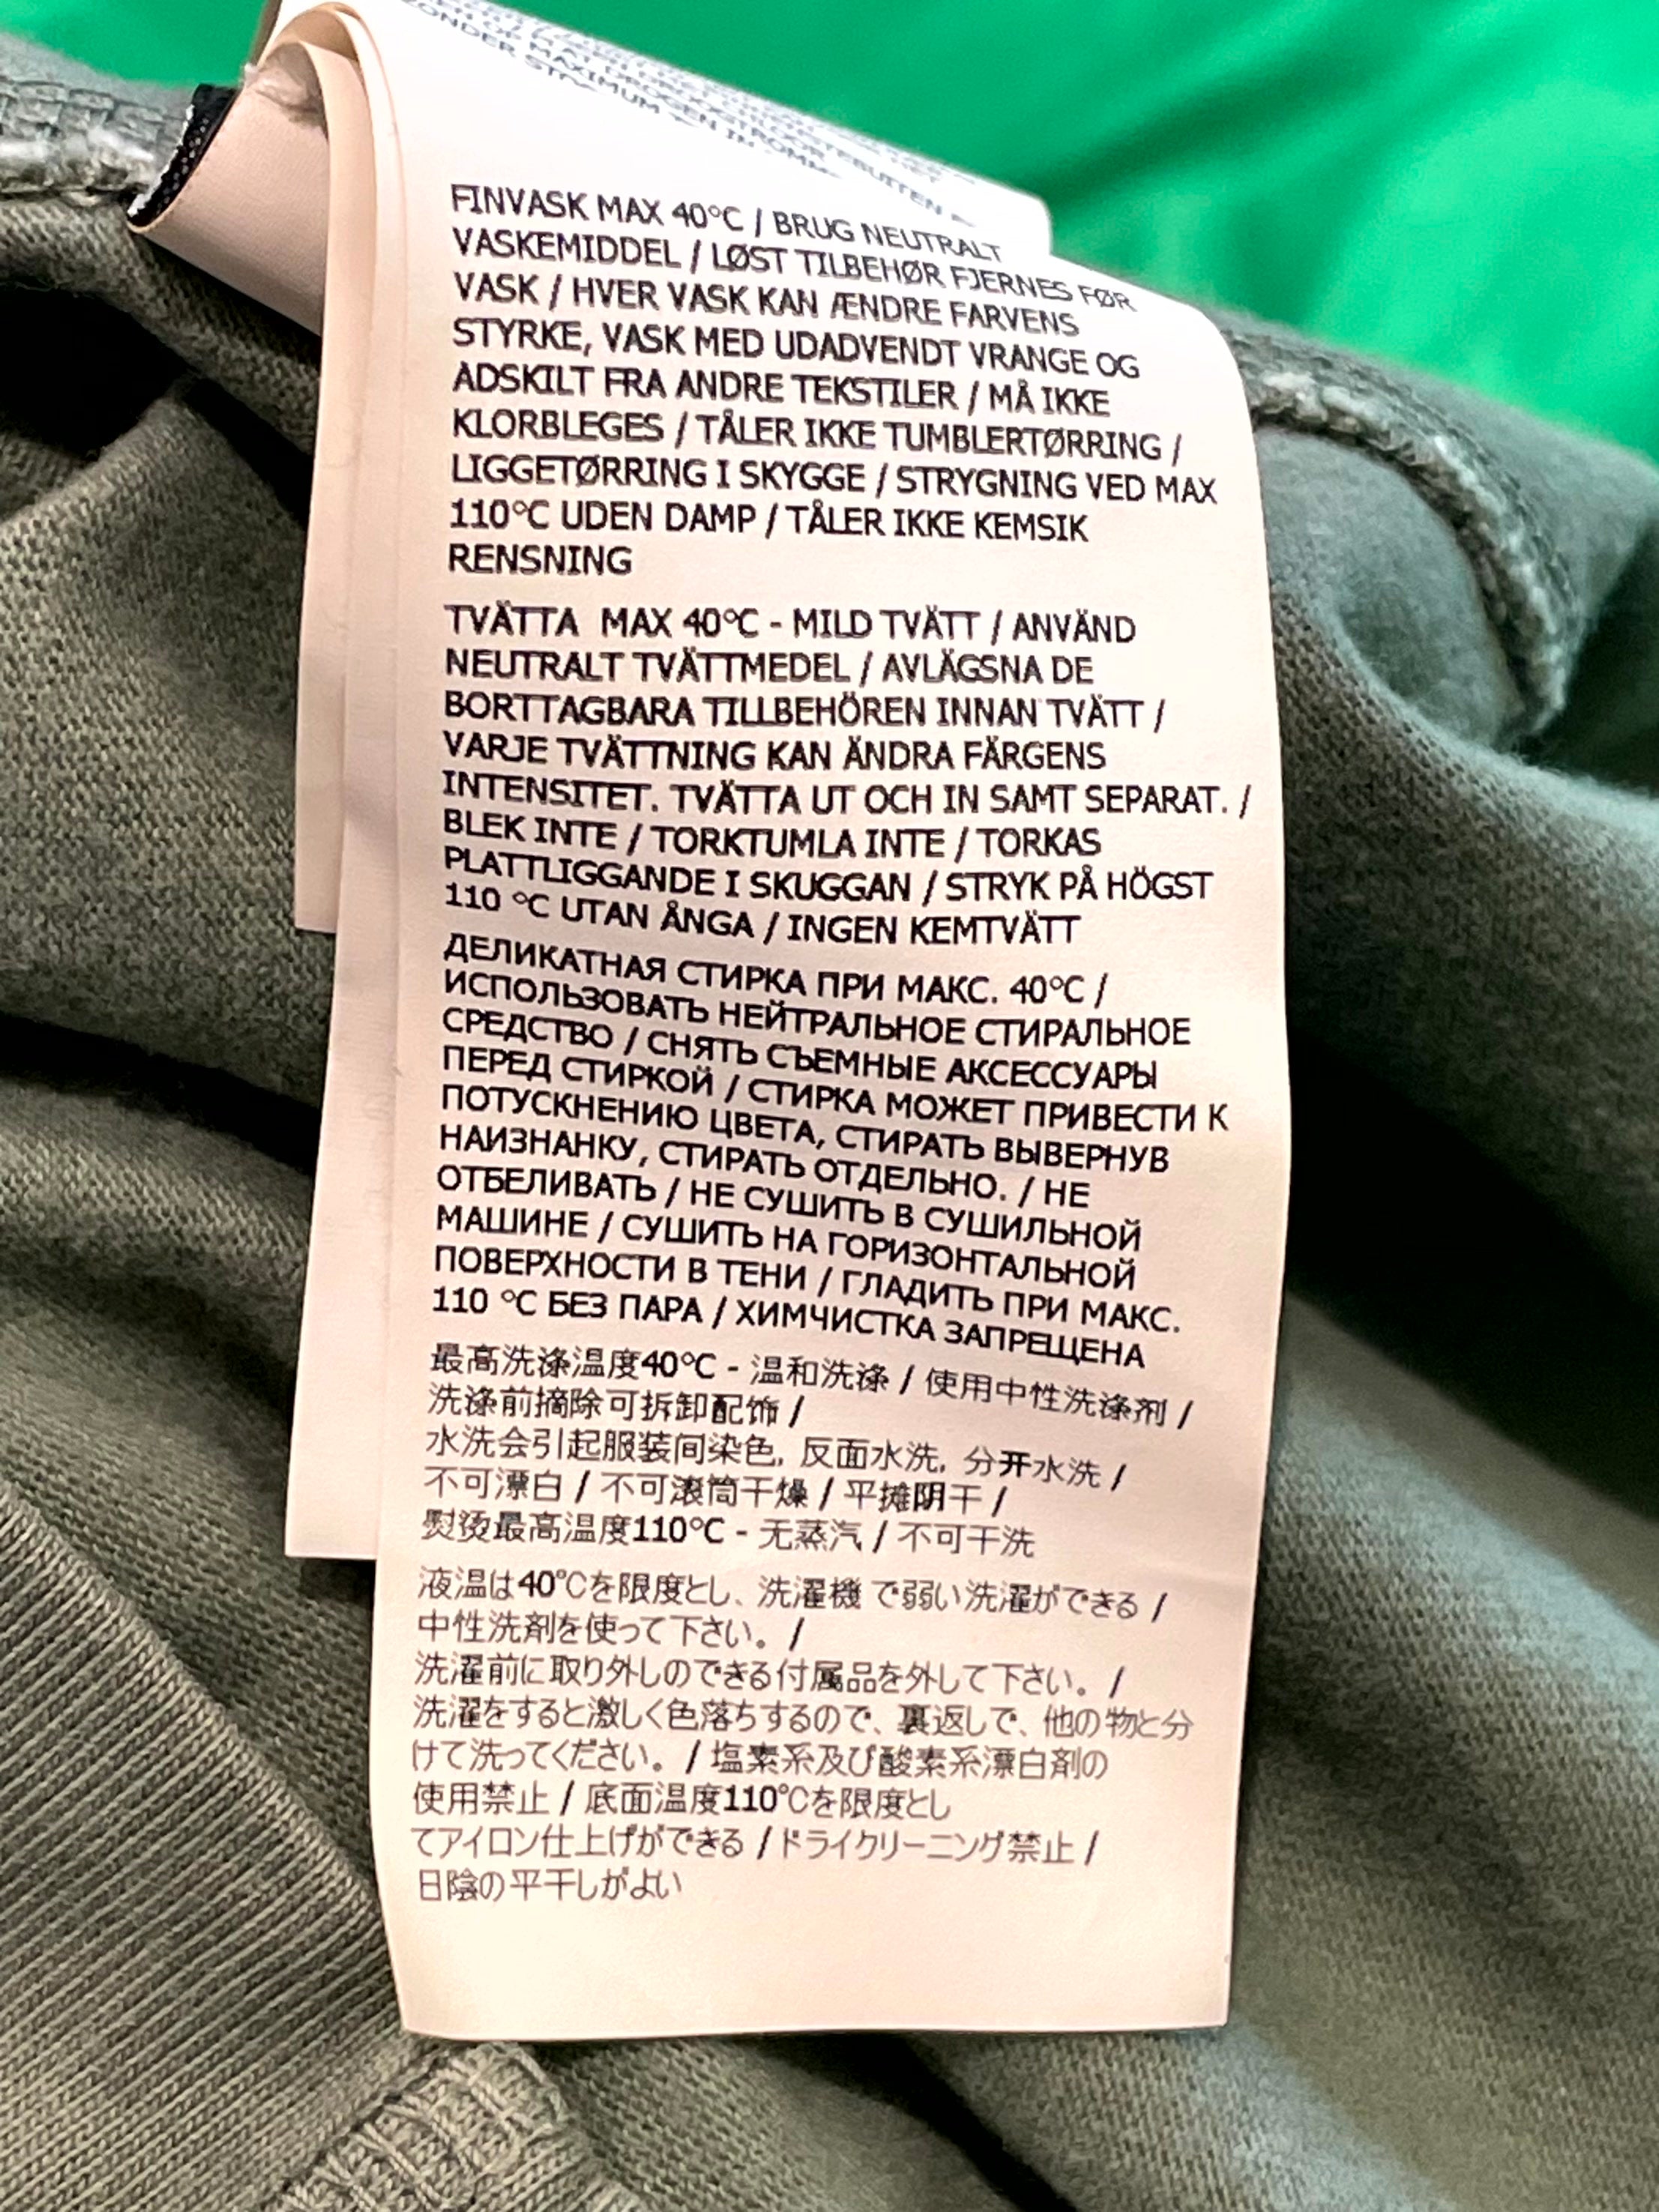 FINVASK MAX 40°C / BRUG NEUTRALT
VASKEMIDDEL / LØST TILBEHØR FJERNES FØR
VASK / HVER VASK KAN ÆNDRE FARVENS
STYRKE, VASK MED UDADVENDT VRANGE OG
ADSKILT FRA ANDRE TEKSTILER / MÅ IKKE
KLORBLEGES / TÅLER IKKE TUMBLERTØRRING /
LIGGETØRRING I SKYGGE / STRYGNING VED MAX
110°C UDEN DAMP / TÅLER IKKE KEMSIK
RENSNING
TVÄTTA MAX 40°C - MILD TVÄTT / ANVÄND
NEUTRALT TVÄTTMEDEL / AVLÄGSNA DE
BORTTAGBARA TILLBEHÖREN INNAN TVÄTT /
VARJE TVÄTTNING KAN ÄNDRA FÄRGENS
INTENSITET. TVÄTTA UT OCH IN SAMT SEPARAT. /
BLEK INTE / TORKTUMLA INTE / TORKAS
PLATTLIGGANDE I SKUGGAN / STRYK PÅ HÖGST
110 °C UTAN ÅNGA / INGEN KEMTVÄTT
ДЕЛИКАТНАЯ СТИРКА ПРИ МАКС. 40°C /
ИСПОЛЬЗОВАТЬ НЕЙТРАЛЬНОЕ СТИРАЛЬНОЕ
СРЕДСТВО / СНЯТЬ СЪЕМНЫЕ АКСЕССУАРЫ
ПЕРЕД СТИРКОЙ / СТИРКА МОЖЕТ ПРИВЕСТИ К
ПОТУСКНЕНИЮ ЦВЕТА, СТИРАТЬ ВЫВЕРНУВ
НАИЗНАНКУ, СТИРАТЬ ОТДЕЛЬНО. / НЕ
ОТБЕЛИВАТЬ / НЕ СУШИТЬ В СУШИЛЬНОЙ
МАШИНЕ / СУШИТЬ НА ГОРИЗОНТАЛЬНОЙ
ПОВЕРХНОСТИ В ТЕНИ / ГЛАДИТЬ ПРИ МАКС.
110 °C БЕЗ ПАРА / ХИМЧИСТКА ЗАПРЕЩЕНА
最高洗涤温度40°C - 温和洗涤 / 使用中性洗涤剂 /
洗涤前摘除可拆卸配饰 /
水洗会引起服装间染色, 反面水洗, 分开水洗 /
不可漂白 / 不可滚筒干燥 / 平摊阴干 /
熨烫最高温度110°C - 无蒸汽 / 不可干洗
液温は40℃を限度とし、洗濯機 で弱い洗濯ができる /
中性洗剤を使って下さい。 /
洗濯前に取り外しのできる付属品を外して下さい。 /
洗濯をすると激しく色落ちするので、裏返しで、他の物と分
けて洗ってください。 / 塩素系及び酸素系漂白剤の
使用禁止 / 底面温度110℃を限度とし
てアイロン仕上げができる / ドライクリーニング禁止 /
日陰の平干しがよい